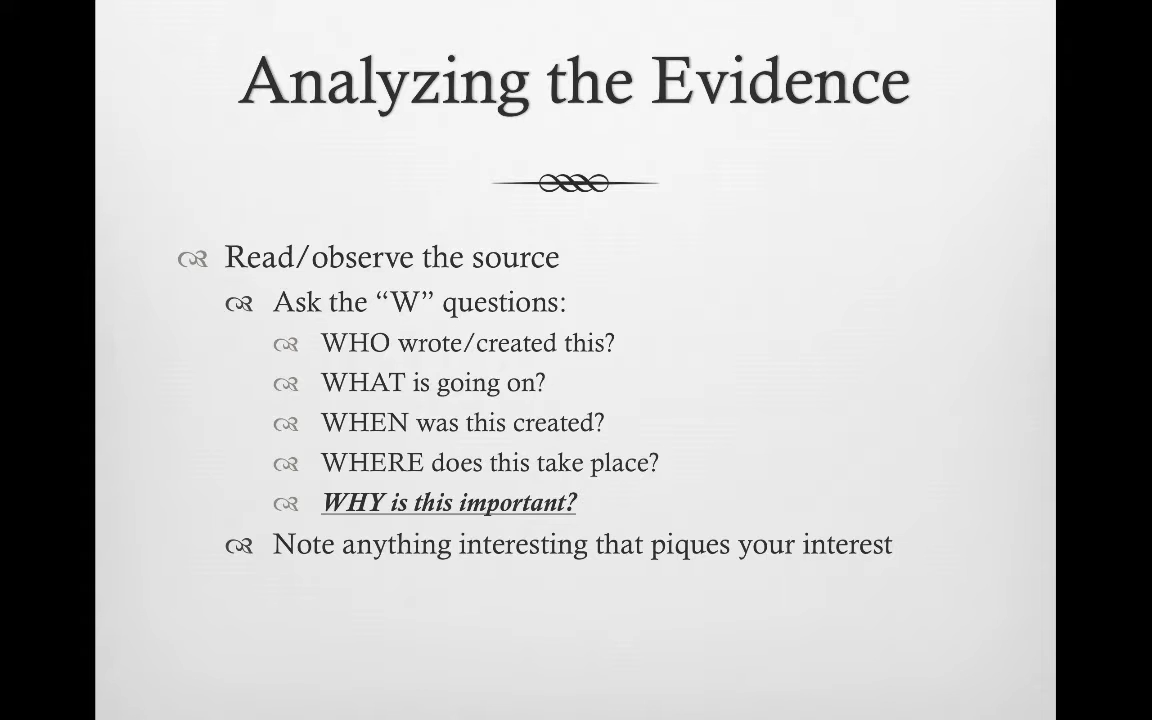 Analyzing the Evidence
Read/observe the source
Ask the “W” questions:
WHO wrote/created this?
WHAT is going on?
WHEN was this created?
WHERE does this take place?
WHY is this important?
Note anything interesting that piques your interest